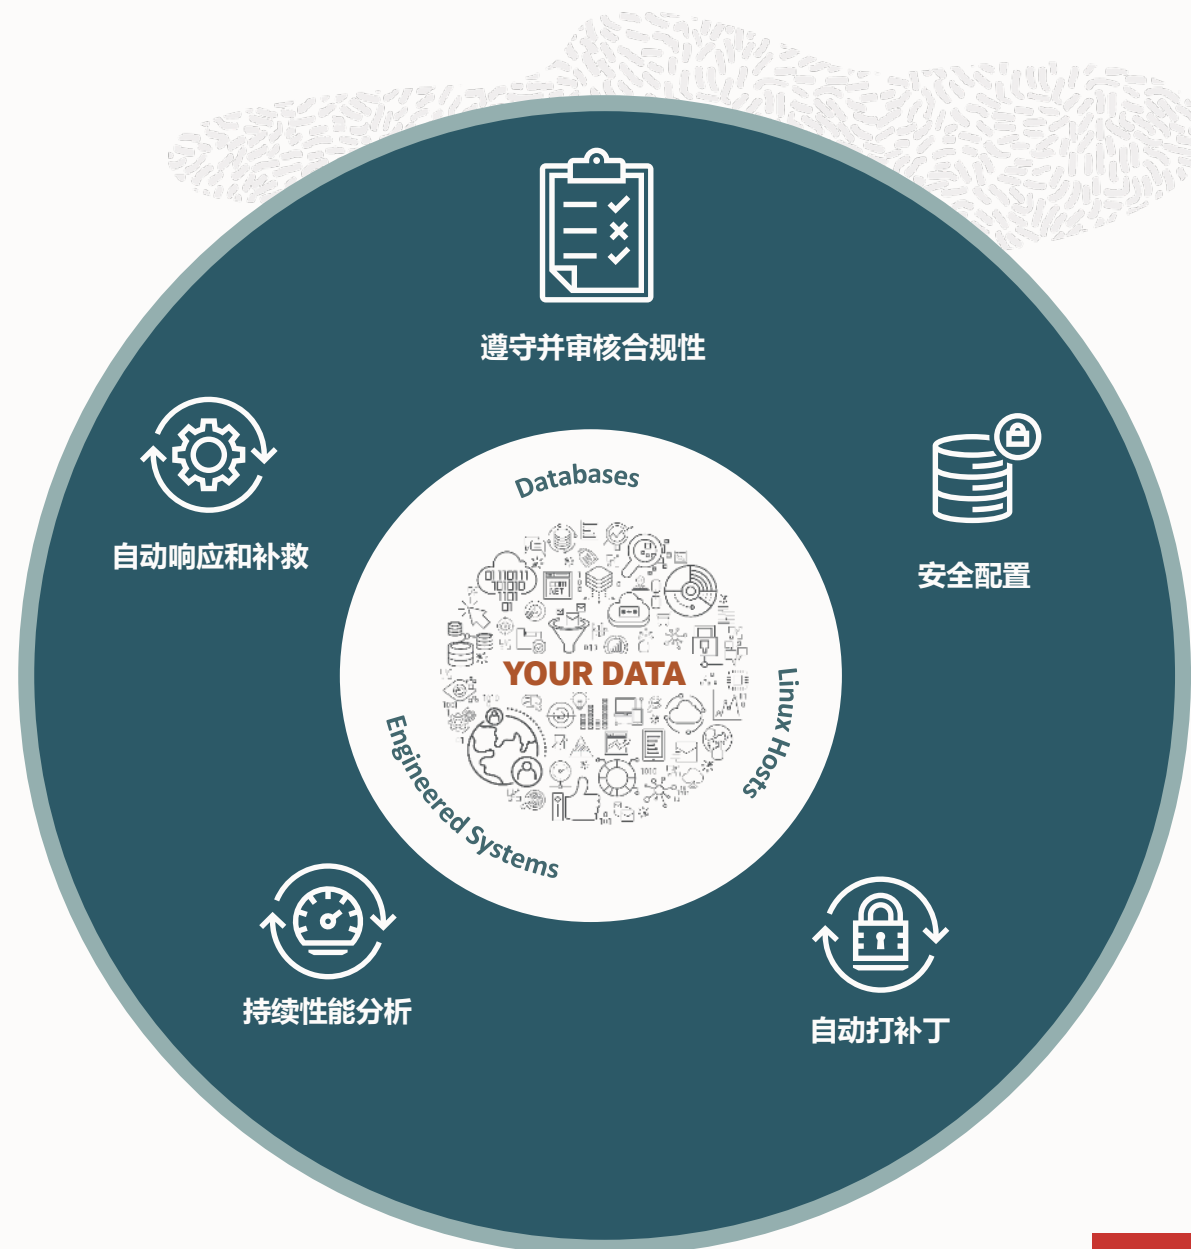 遵守并审核合规性
自动响应和补救
安全配置
Databases
YOUR DATA
Linux Hosts
Engineered Systems
持续性能分析
自动打补丁